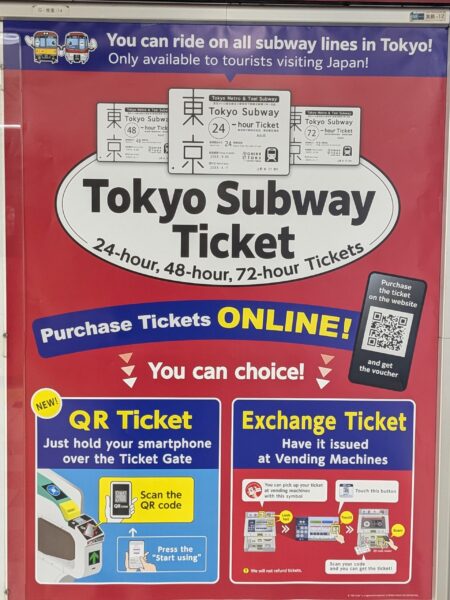 You can ride on all subway lines in Tokyo!
Only available to tourists visiting Japan!
Tokyo Metro & Toei Subway
東京
Tokyo Subway
24 -hour Ticket
48 -hour Ticket
72 -hour Ticket
Tokyo Subway
Ticket
24-hour, 48-hour, 72-hour Tickets
Purchase Tickets ONLINE!
Purchase
the ticket
on the website
and get
the voucher
You can choice!
NEW!
QR Ticket
Just hold your smartphone
over the Ticket Gate
Scan the
QR code
Press the
"Start using"
Exchange Ticket
Have it issued
at Vending Machines
You can pick up your ticket
at vending machines
with this symbol
Touch this button
Scan your code
and you can get the ticket!
We will not refund tickets.